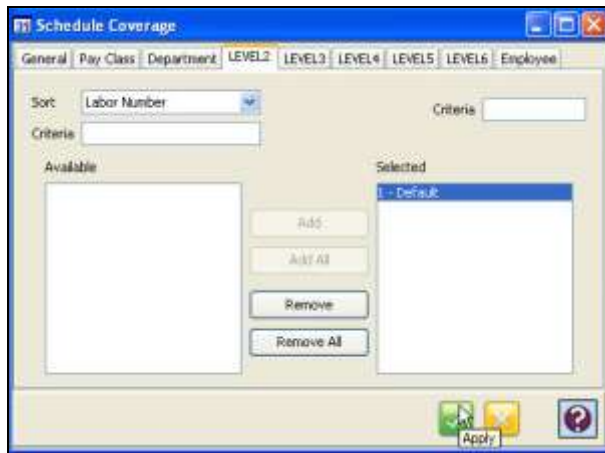 Schedule Coverage
General Pay Class Department LEVEL2 LEVEL3 LEVEL4 LEVEL5 LEVEL6 Employee
Sort Labor Number Criteria
Criteria
Available Selected
1 - Default
Add
Add All
Remove
Remove All
?
Apply